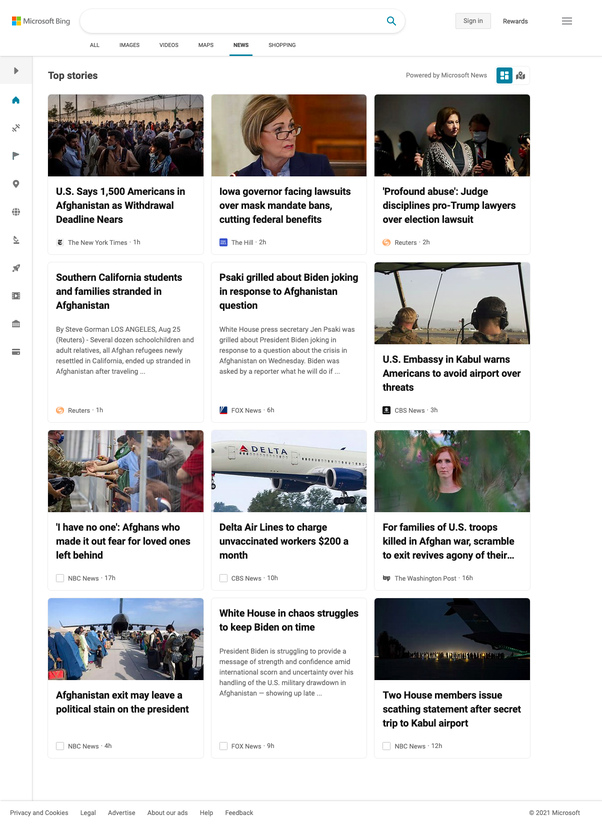 Microsoft Bing
Sign in
Rewards
ALL
IMAGES
VIDEOS
MAPS
NEWS
SHOPPING
Top stories
Powered by Microsoft News
U.S. Says 1,500 Americans in
Afghanistan as Withdrawal
Deadline Nears
The New York Times · 1h
Iowa governor facing lawsuits
over mask mandate bans,
cutting federal benefits
The Hill · 2h
'Profound abuse': Judge
disciplines pro-Trump lawyers
over election lawsuit
Reuters · 2h
Southern California students
and families stranded in
Afghanistan
By Steve Gorman LOS ANGELES, Aug 25
(Reuters) - Several dozen schoolchildren and
adult relatives, all Afghan refugees newly
resettled in California, ended up stranded in
Afghanistan after traveling ...
Reuters · 1h
Psaki grilled about Biden joking
in response to Afghanistan
question
White House press secretary Jen Psaki was
grilled about President Biden joking in
response to a question about the crisis in
Afghanistan on Wednesday. Biden was
asked by a reporter what he will do if ...
FOX News · 6h
U.S. Embassy in Kabul warns
Americans to avoid airport over
threats
CBS News · 3h
'I have no one': Afghans who
made it out fear for loved ones
left behind
NBC News · 17h
DELTA
Delta Air Lines to charge
unvaccinated workers $200 a
month
CBS News · 10h
For families of U.S. troops
killed in Afghan war, scramble
to exit revives agony of their...
wp The Washington Post · 16h
Afghanistan exit may leave a
political stain on the president
NBC News · 4h
White House in chaos struggles
to keep Biden on time
President Biden is struggling to provide a
message of strength and confidence amid
international scorn and uncertainty over his
handling of the U.S. military drawdown in
Afghanistan — showing up late ...
FOX News · 9h
Two House members issue
scathing statement after secret
trip to Kabul airport
NBC News · 12h
Privacy and Cookies
Legal
Advertise
About our ads
Help
Feedback
© 2021 Microsoft